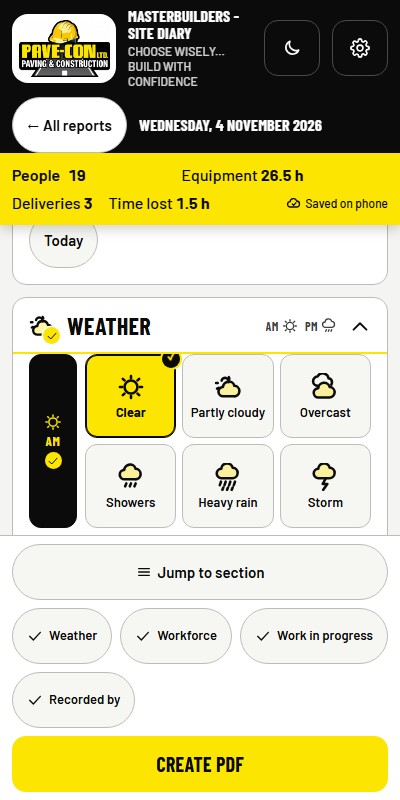 PAVE-CON LTD.
PAVING & CONSTRUCTION
MASTERBUILDERS -
SITE DIARY
CHOOSE WISELY...
BUILD WITH
CONFIDENCE
← All reports
WEDNESDAY, 4 NOVEMBER 2026
People 19
Equipment 26.5 h
Deliveries 3
Time lost 1.5 h
Saved on phone
Today
WEATHER
AM
PM
AM
Clear
Partly cloudy
Overcast
Showers
Heavy rain
Storm
Jump to section
Weather
Workforce
Work in progress
Recorded by
CREATE PDF